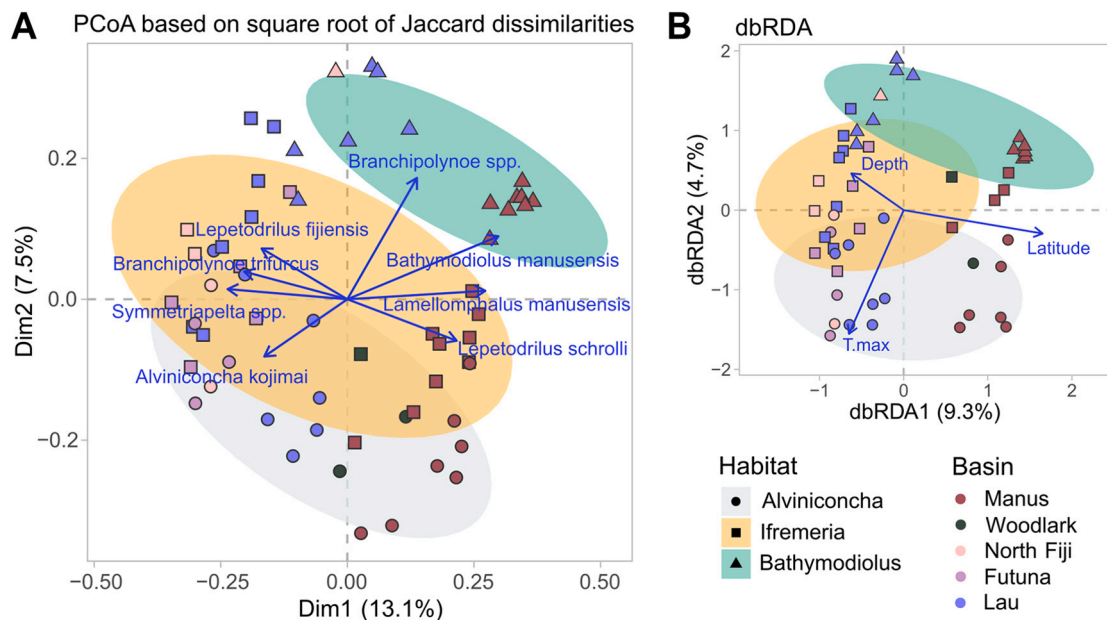 A
PCoA based on square root of Jaccard dissimilarities
Dim2 (7.5%)
0.2
0.0
−0.2
−0.50
−0.25
0.00
0.25
0.50
Dim1 (13.1%)
Branchipolynoe spp.
Lepetodrilus fijiensis
Bathymodiolus manusensis
Branchipolynoe trifurcus
Lamellomphalus manusensis
Symmetriapelta spp.
Lepetodrilus schrolli
Alviniconcha kojimai
B
dbRDA
dbRDA2 (4.7%)
2
1
0
−1
−2
−1
0
1
2
dbRDA1 (9.3%)
Depth
Latitude
T.max
Habitat
Alviniconcha
Ifremeria
Bathymodiolus
Basin
Manus
Woodlark
North Fiji
Futuna
Lau